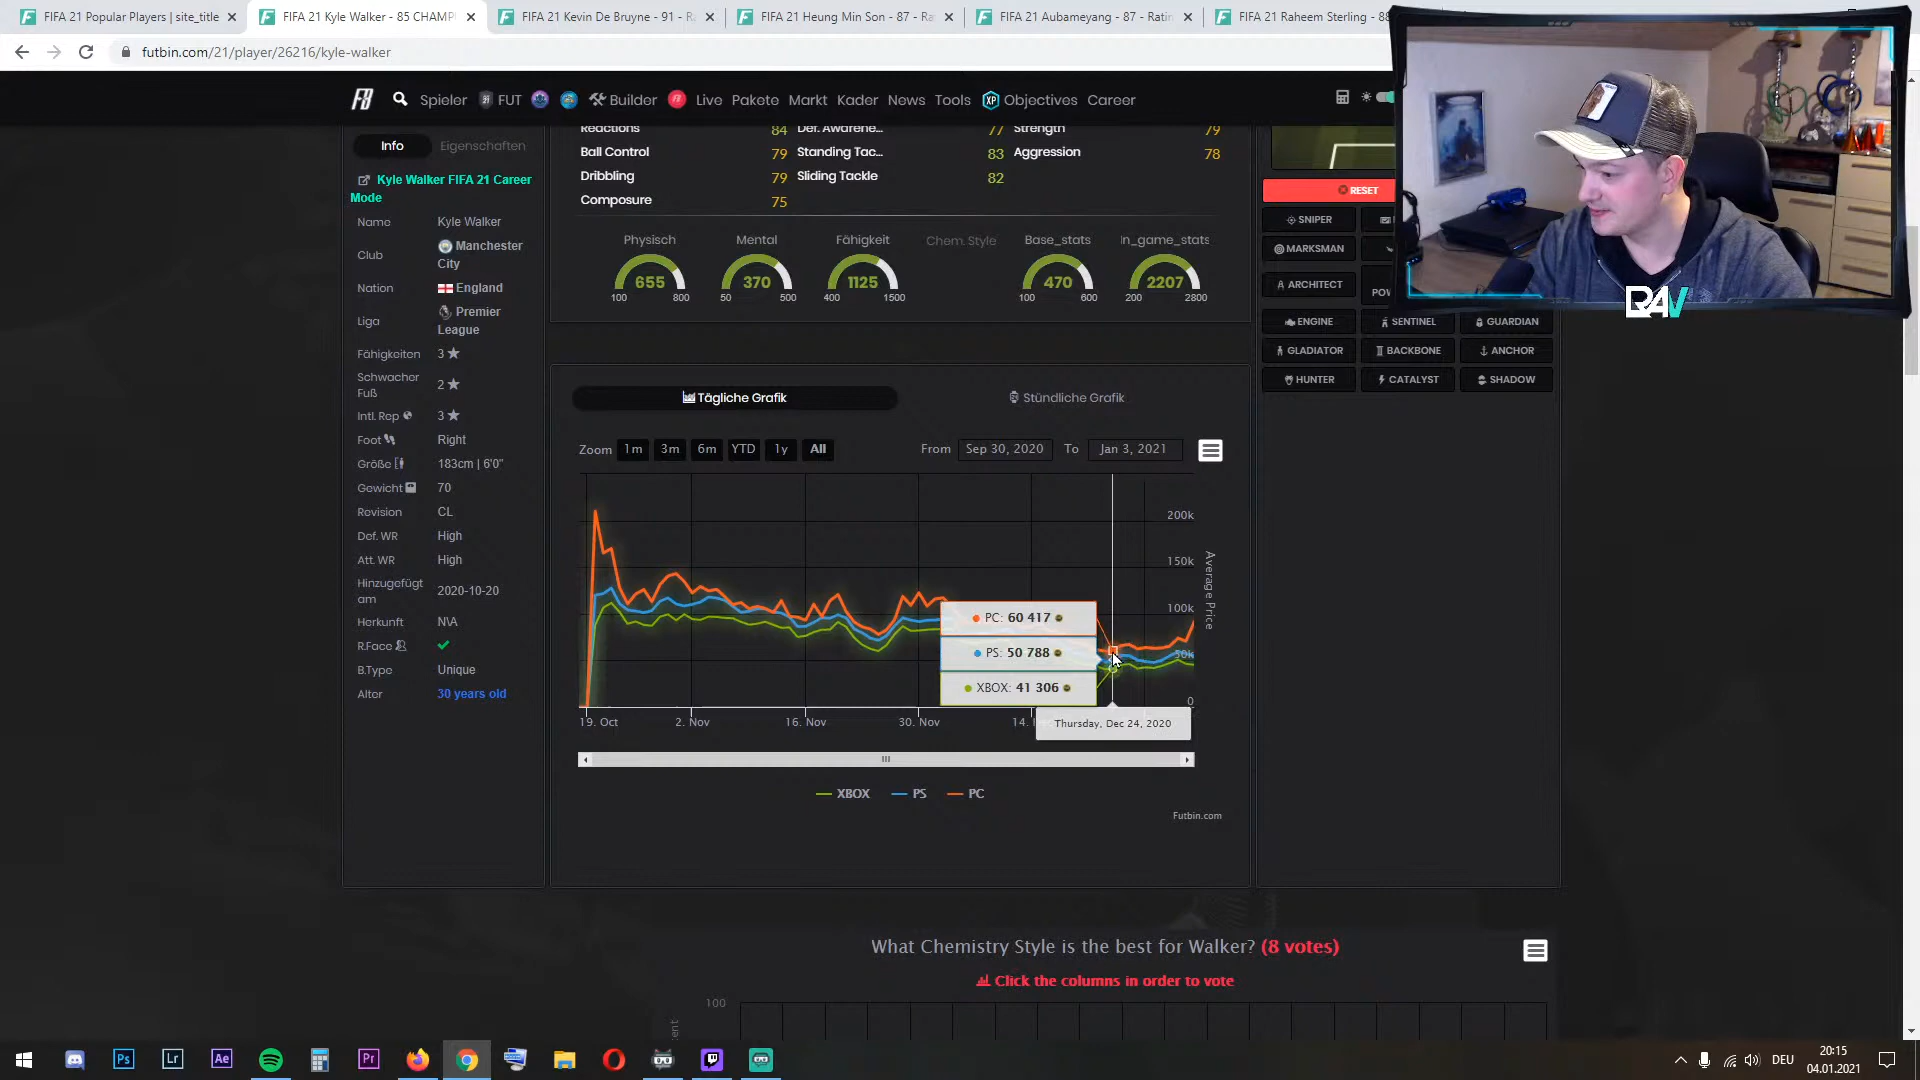 FIFA 21 Popular Players | site_title
FIFA 21 Kyle Walker - 85 CHAMP
FIFA 21 Kevin De Bruyne - 91 - Ra
FIFA 21 Heung Min Son - 87 - Ra
FIFA 21 Aubameyang - 87 - Ratin
FIFA 21 Raheem Sterling - 88
futbin.com/21/player/26216/kyle-walker
Spieler FUT Builder Live Pakete Markt Kader News Tools XP Objectives Career
Info Eigenschaften
Kyle Walker FIFA 21 Career Mode
Name Kyle Walker
Club Manchester City
Nation England
Liga Premier League
Fähigkeiten 3
Schwacher Fuß 2
Intl. Rep 3
Foot Right
Größe 183cm | 6'0"
Gewicht 70
Revision CL
Def. WR High
Att. WR High
Hinzugefügt am 2020-10-20
Herkunft N\A
R.Face
B.Type Unique
Alter 30 years old
Reactions 84 Def. Awarene... 77 Strength 79
Ball Control 79 Standing Tac... 83 Aggression 78
Dribbling 79 Sliding Tackle 82
Composure 75
Physisch Mental Fähigkeit Chem. Style Base_stats In_game_stats
655 370 1125 470 2207
100 800 50 500 400 1500 100 600 200 2800
Tägliche Grafik Stündliche Grafik
Zoom 1m 3m 6m YTD 1y All From Sep 30, 2020 To Jan 3, 2021
200k
150k
100k
50k
0
Average Price
PC: 60 417
PS: 50 788
XBOX: 41 306
19. Oct 2. Nov 16. Nov 30. Nov 14.
Thursday, Dec 24, 2020
XBOX PS PC
Futbin.com
RESET
SNIPER
MARKSMAN
ARCHITECT
ENGINE SENTINEL GUARDIAN
GLADIATOR BACKBONE ANCHOR
HUNTER CATALYST SHADOW
RAV
What Chemistry Style is the best for Walker? (8 votes)
Click the columns in order to vote
100
Ps Lr Ae Pr
DEU
20:15
04.01.2021